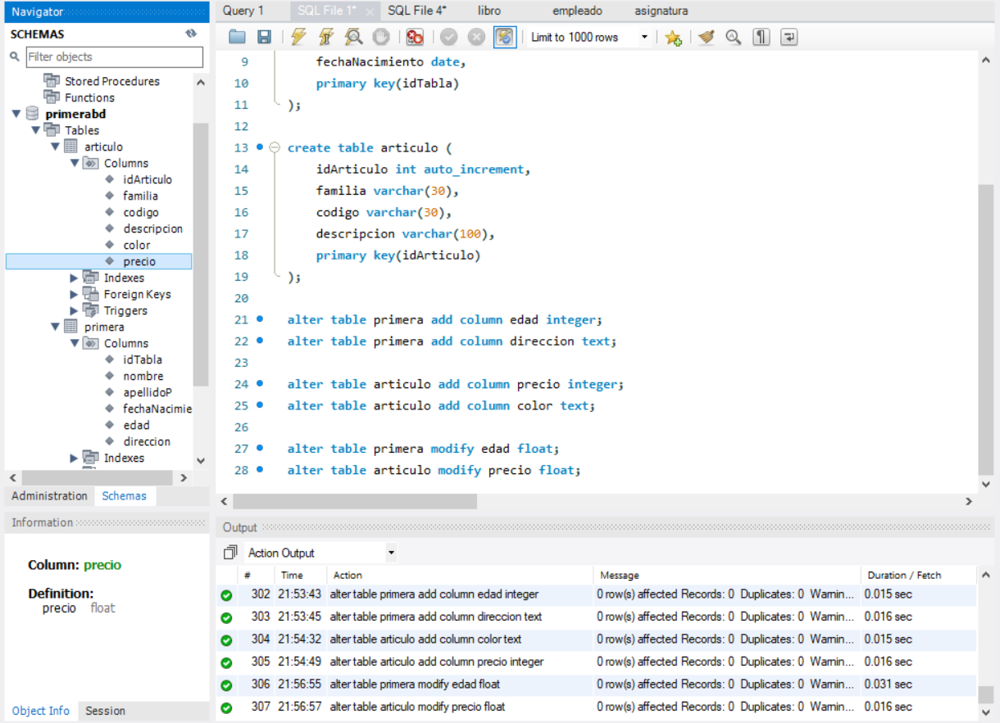 Navigator
SCHEMAS
Filter objects
Stored Procedures
Functions
primerabd
Tables
articulo
Columns
idArticulo
familia
codigo
descripcion
color
precio
Indexes
Foreign Keys
Triggers
primera
Columns
idTabla
nombre
apellidoP
fechaNacimie
edad
direccion
Indexes
Administration Schemas
Information
Column: precio
Definition:
precio float
Object Info Session
Query 1 SQL File 1* SQL File 4* libro empleado asignatura
Limit to 1000 rows
9 fechaNacimiento date,
10 primary key(idTabla)
11 );
12
13 create table articulo (
14 idArticulo int auto_increment,
15 familia varchar(30),
16 codigo varchar(30),
17 descripcion varchar(100),
18 primary key(idArticulo)
19 );
20
21 alter table primera add column edad integer;
22 alter table primera add column direccion text;
23
24 alter table articulo add column precio integer;
25 alter table articulo add column color text;
26
27 alter table primera modify edad float;
28 alter table articulo modify precio float;
Output
Action Output
# Time Action Message Duration / Fetch
302 21:53:43 alter table primera add column edad integer 0 row(s) affected Records: 0 Duplicates: 0 Warnin... 0.015 sec
303 21:53:45 alter table primera add column direccion text 0 row(s) affected Records: 0 Duplicates: 0 Warnin... 0.016 sec
304 21:54:32 alter table articulo add column color text 0 row(s) affected Records: 0 Duplicates: 0 Warnin... 0.015 sec
305 21:54:49 alter table articulo add column precio integer 0 row(s) affected Records: 0 Duplicates: 0 Warnin... 0.016 sec
306 21:56:55 alter table primera modify edad float 0 row(s) affected Records: 0 Duplicates: 0 Warnin... 0.031 sec
307 21:56:57 alter table articulo modify precio float 0 row(s) affected Records: 0 Duplicates: 0 Warnin... 0.016 sec